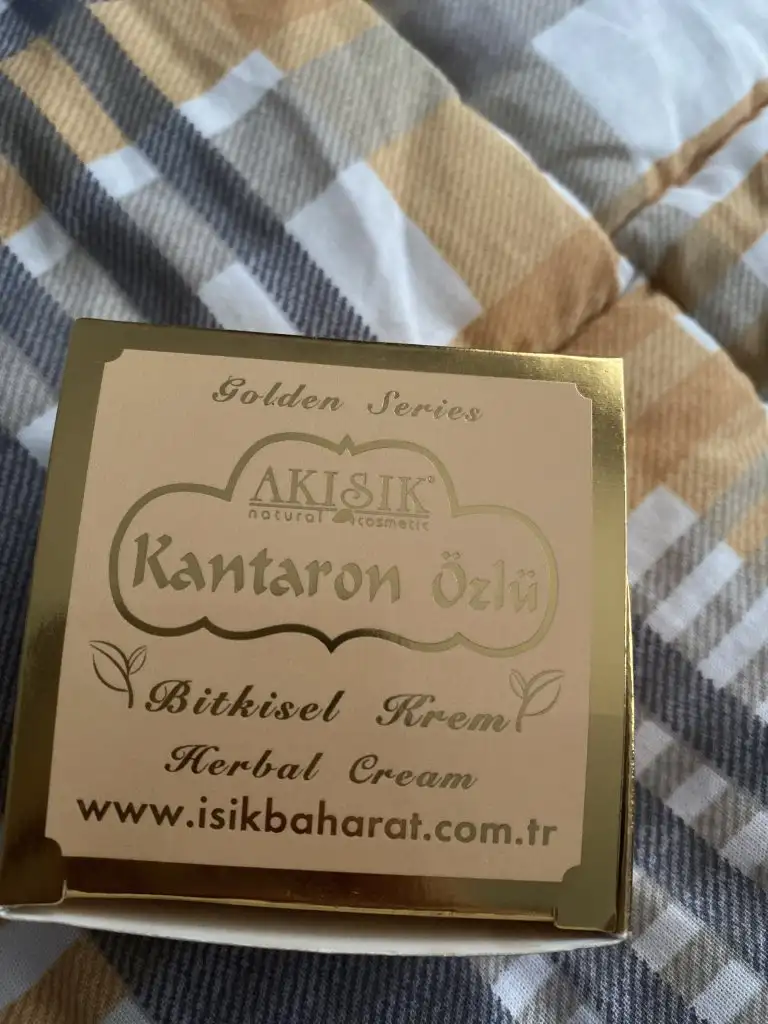 Golden Series
AKIŞIK®
natural cosmetic
Kantaron Özlü
Bitkisel Krem
Herbal Cream
www.isikbaharat.com.tr